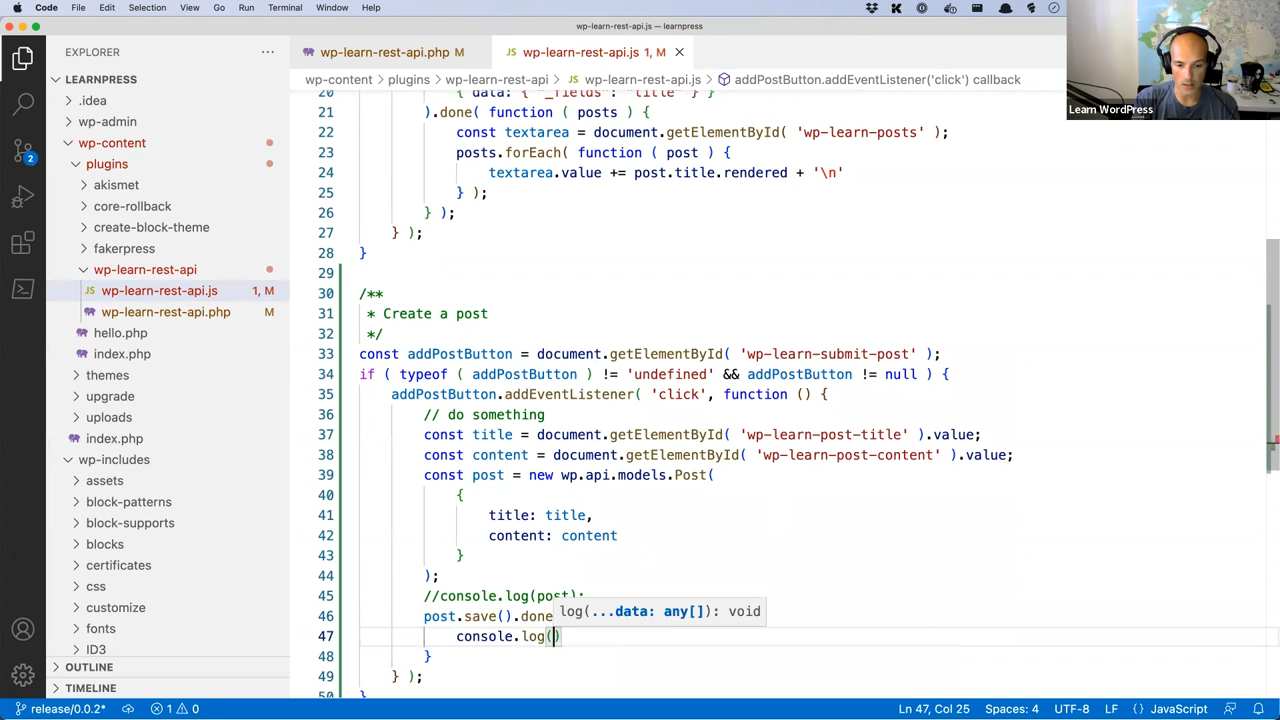 Code File Edit Selection View Go Run Terminal Window Help
wp-learn-rest-api.js — learnpress
EXPLORER
wp-learn-rest-api.php M
JS wp-learn-rest-api.js 1, M
wp-content > plugins > wp-learn-rest-api > JS wp-learn-rest-api.js > addPostButton.addEventListener('click') callback
Learn WordPress
LEARNPRESS
.idea
wp-admin
wp-content
plugins
akismet
core-rollback
create-block-theme
fakerpress
wp-learn-rest-api
JS wp-learn-rest-api.js 1, M
wp-learn-rest-api.php M
hello.php
index.php
themes
upgrade
uploads
index.php
wp-includes
assets
block-patterns
block-supports
blocks
certificates
css
customize
fonts
ID3
OUTLINE
TIMELINE
2
20 { data: { "_fields": "title" } }
21 ).done( function ( posts ) {
22 const textarea = document.getElementById( 'wp-learn-posts' );
23 posts.forEach( function ( post ) {
24 textarea.value += post.title.rendered + '\n'
25 } );
26 } );
27 } );
28 }
29
30 /**
31 * Create a post
32 */
33 const addPostButton = document.getElementById( 'wp-learn-submit-post' );
34 if ( typeof ( addPostButton ) != 'undefined' && addPostButton != null ) {
35 addPostButton.addEventListener( 'click', function () {
36 // do something
37 const title = document.getElementById( 'wp-learn-post-title' ).value;
38 const content = document.getElementById( 'wp-learn-post-content' ).value;
39 const post = new wp.api.models.Post(
40 {
41 title: title,
42 content: content
43 }
44 );
45 //console.log(post);
46 post.save().done
log(...data: any[]): void
47 console.log()
48 }
49 } );
50 }
release/0.0.2* 1 0 Ln 47, Col 25 Spaces: 4 UTF-8 LF {} JavaScript